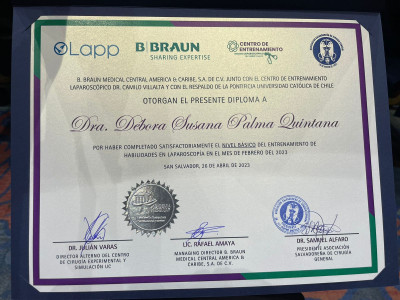 Lapp
B|BRAUN
SHARING EXPERTISE
CENTRO DE
ENTRENAMIENTO
B. BRAUN MEDICAL CENTRAL AMERICA & CARIBE, S.A. DE C.V. JUNTO CON EL CENTRO DE ENTRENAMIENTO
LAPAROSCÓPICO DR. CAMILO VILLALTA Y CON EL RESPALDO DE LA PONTIFICIA UNIVERSIDAD CATÓLICA DE CHILE
OTORGAN EL PRESENTE DIPLOMA A
Dra. Débora Susana Palma Quintana
POR HABER COMPLETADO SATISFACTORIAMENTE EL NIVEL BÁSICO DEL ENTRENAMIENTO DE
HABILIDADES EN LAPAROSCOPÍA EN EL MES DE FEBRERO DEL 2023
SAN SALVADOR, 26 DE ABRIL DE 2023
DR. JULIÁN VARAS
DIRECTOR ALTERNO DEL CENTRO
DE CIRUGÍA EXPERIMENTAL Y
SIMULACIÓN UC
LIC. RAFAEL AMAYA
MANAGING DIRECTOR B. BRAUN
MEDICAL CENTRAL AMERICA &
CARIBE, S.A. DE C.V.
DR. SAMUEL ALFARO
PRESIDENTE ASOCIACIÓN
SALVADOREÑA DE CIRUGÍA
GENERAL